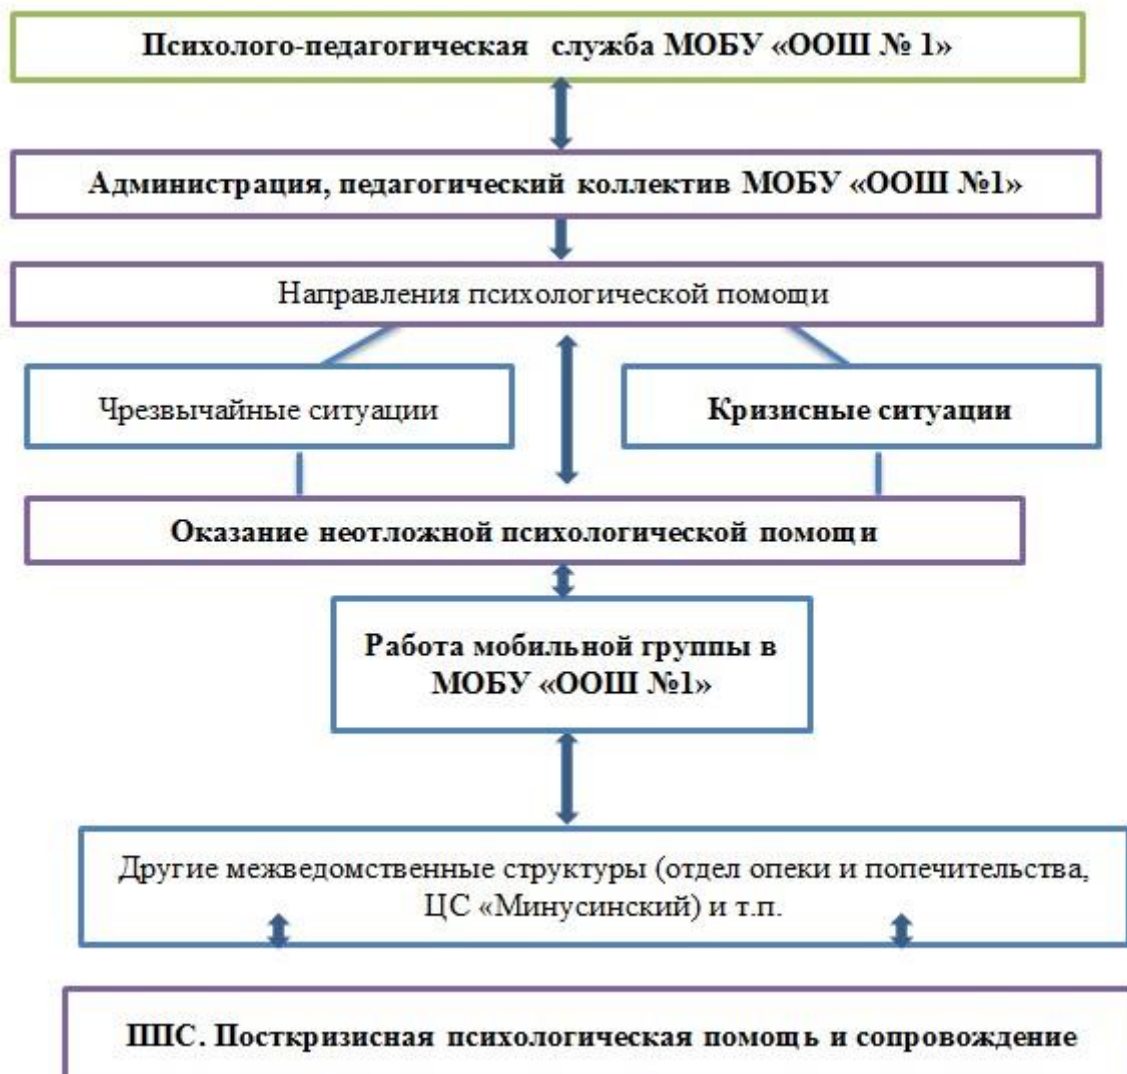 Психолого-педагогическая служба МОБУ «ООШ № 1»
Администрация, педагогический коллектив МОБУ «ООШ №1»
Направления психологической помощи
Чрезвычайные ситуации
Кризисные ситуации
Оказание неотложной психологической помощи
Работа мобильной группы в
МОБУ «ООШ №1»
Другие межведомственные структуры (отдел опеки и попечительства,
ЦС «Минусинский) и т.п.
ППС. Посткризисная психологическая помощь и сопровождение